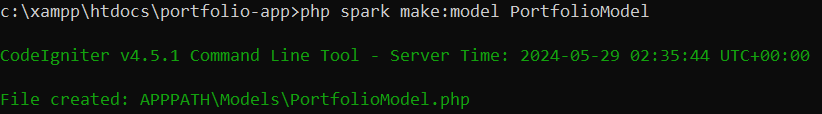 c:\xampp\htdocs\portfolio-app>php spark make:model PortfolioModel
CodeIgniter v4.5.1 Command Line Tool - Server Time: 2024-05-29 02:35:44 UTC+00:00
File created: APPPATH\Models\PortfolioModel.php